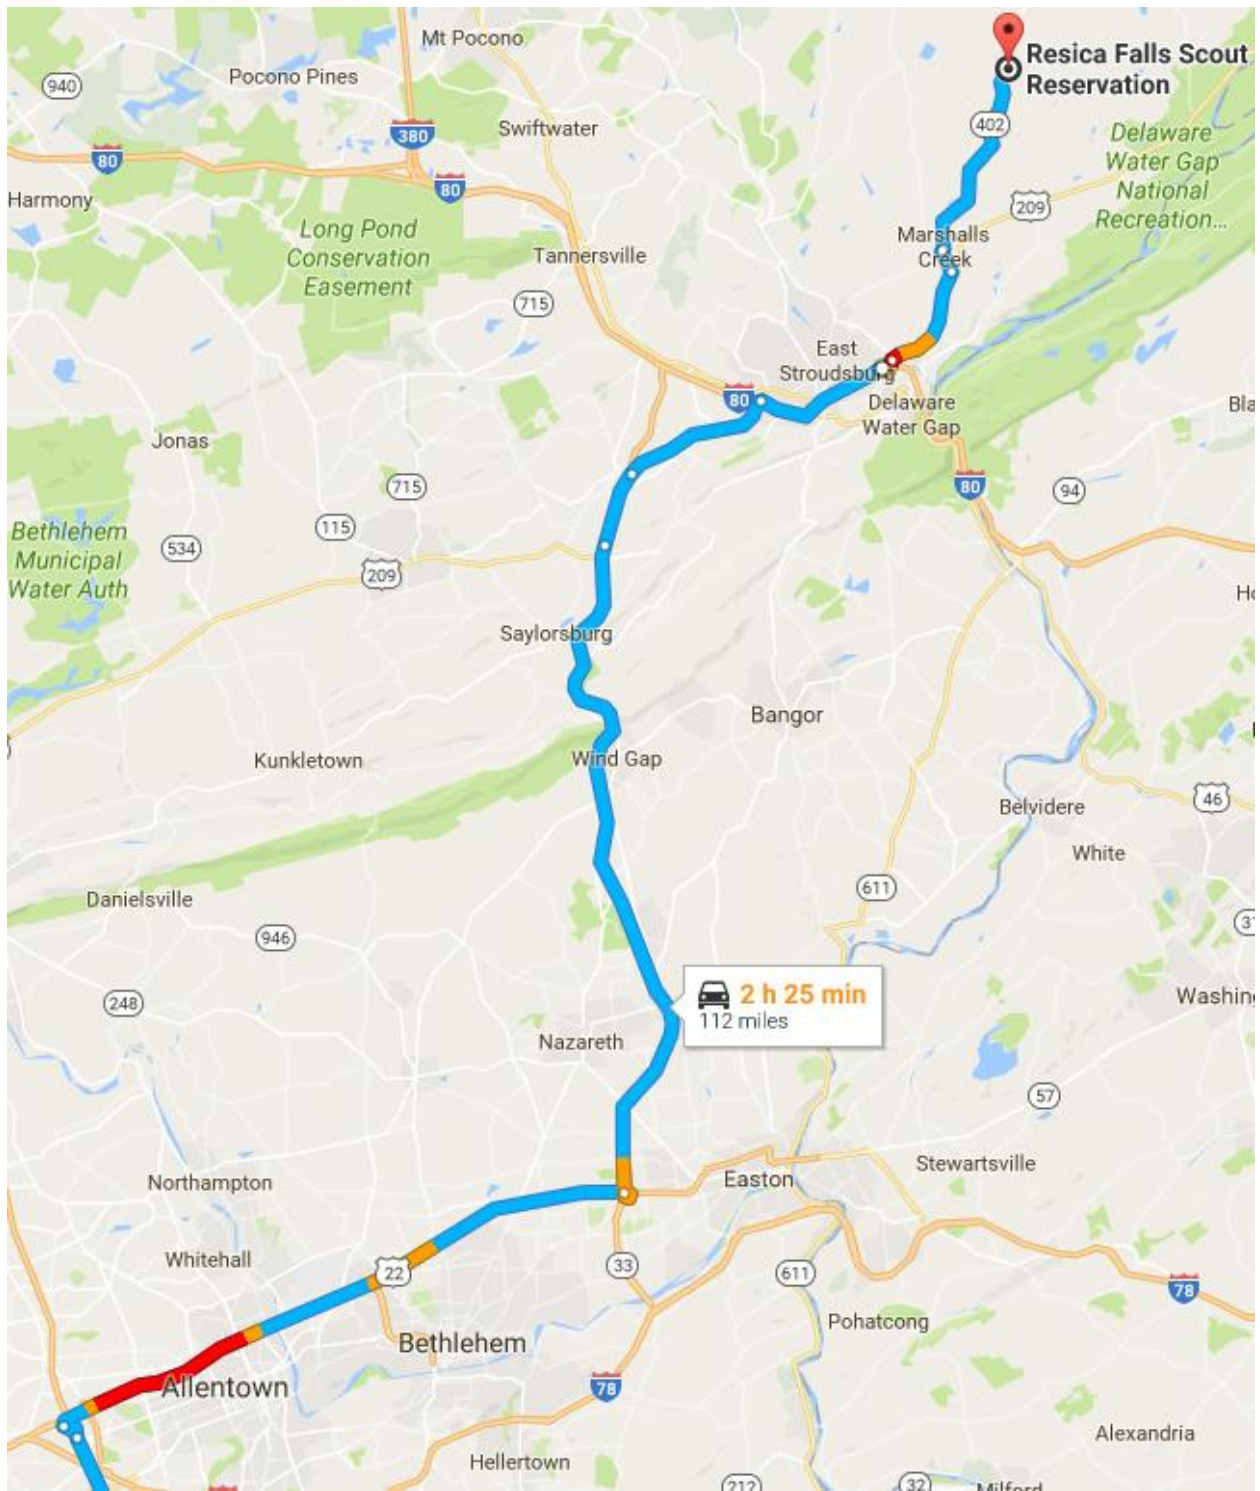 Mt Pocono
Resica Falls Scout
Reservation
Pocono Pines
940
380
402
Swiftwater
Delaware
Water Gap
National
Recreation...
80
80
Harmony
209
Long Pond
Conservation
Easement
Marshalls
Creek
Tannersville
715
East
Stroudsburg
80
Delaware
Water Gap
Jonas
715
80
94
115
Bethlehem
Municipal
Water Auth
534
209
Saylorsburg
Bangor
Wind Gap
Kunkletown
46
Belvidere
White
611
Danielsville
946
248
2 h 25 min
112 miles
Nazareth
57
Stewartsville
Northampton
Easton
Whitehall
22
33
611
78
Pohatcong
Bethlehem
Allentown
78
Alexandria
Hellertown
212
32
Milford